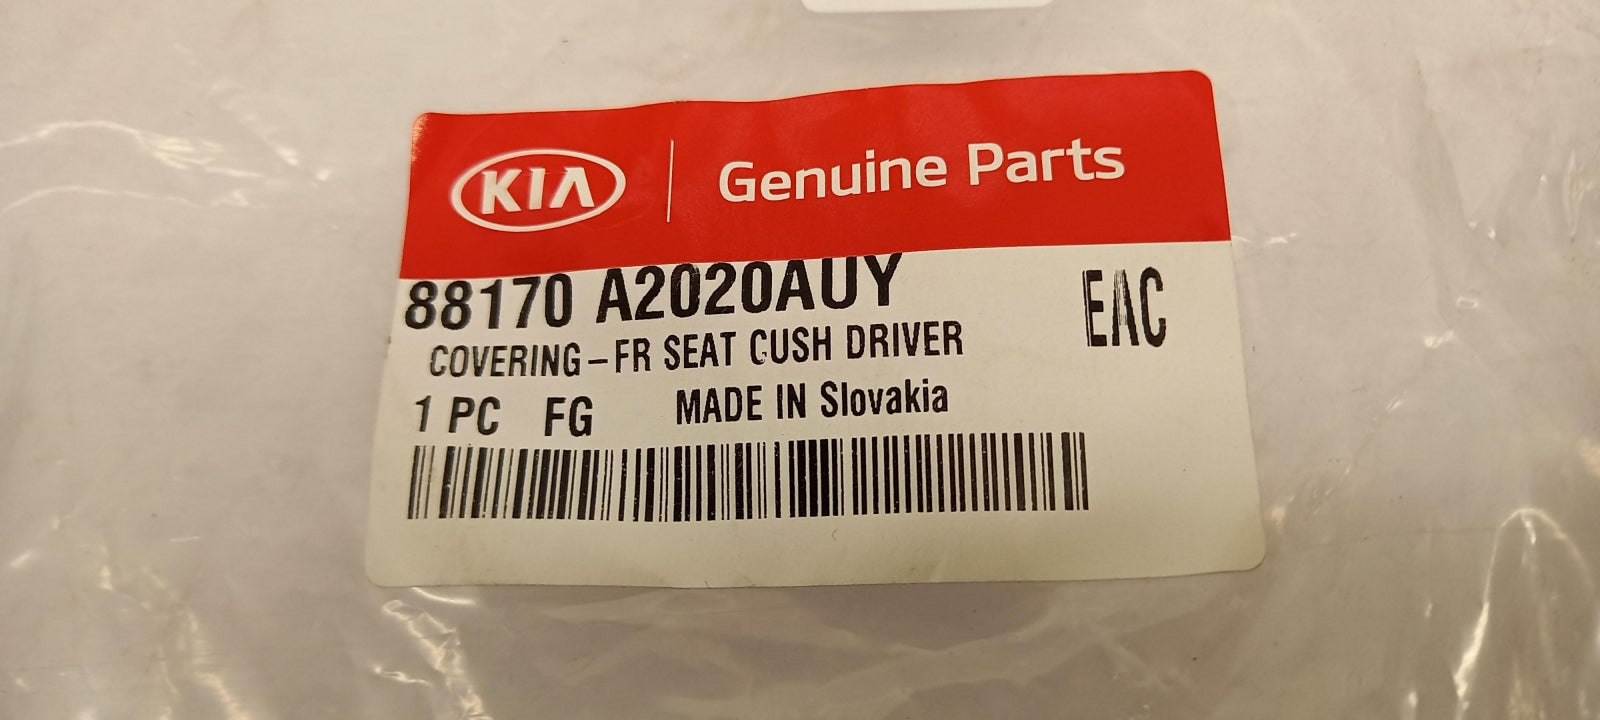 KIA Genuine Parts
88170 A2020AUY EAC
COVERING-FR SEAT CUSH DRIVER
1 PC FG MADE IN Slovakia